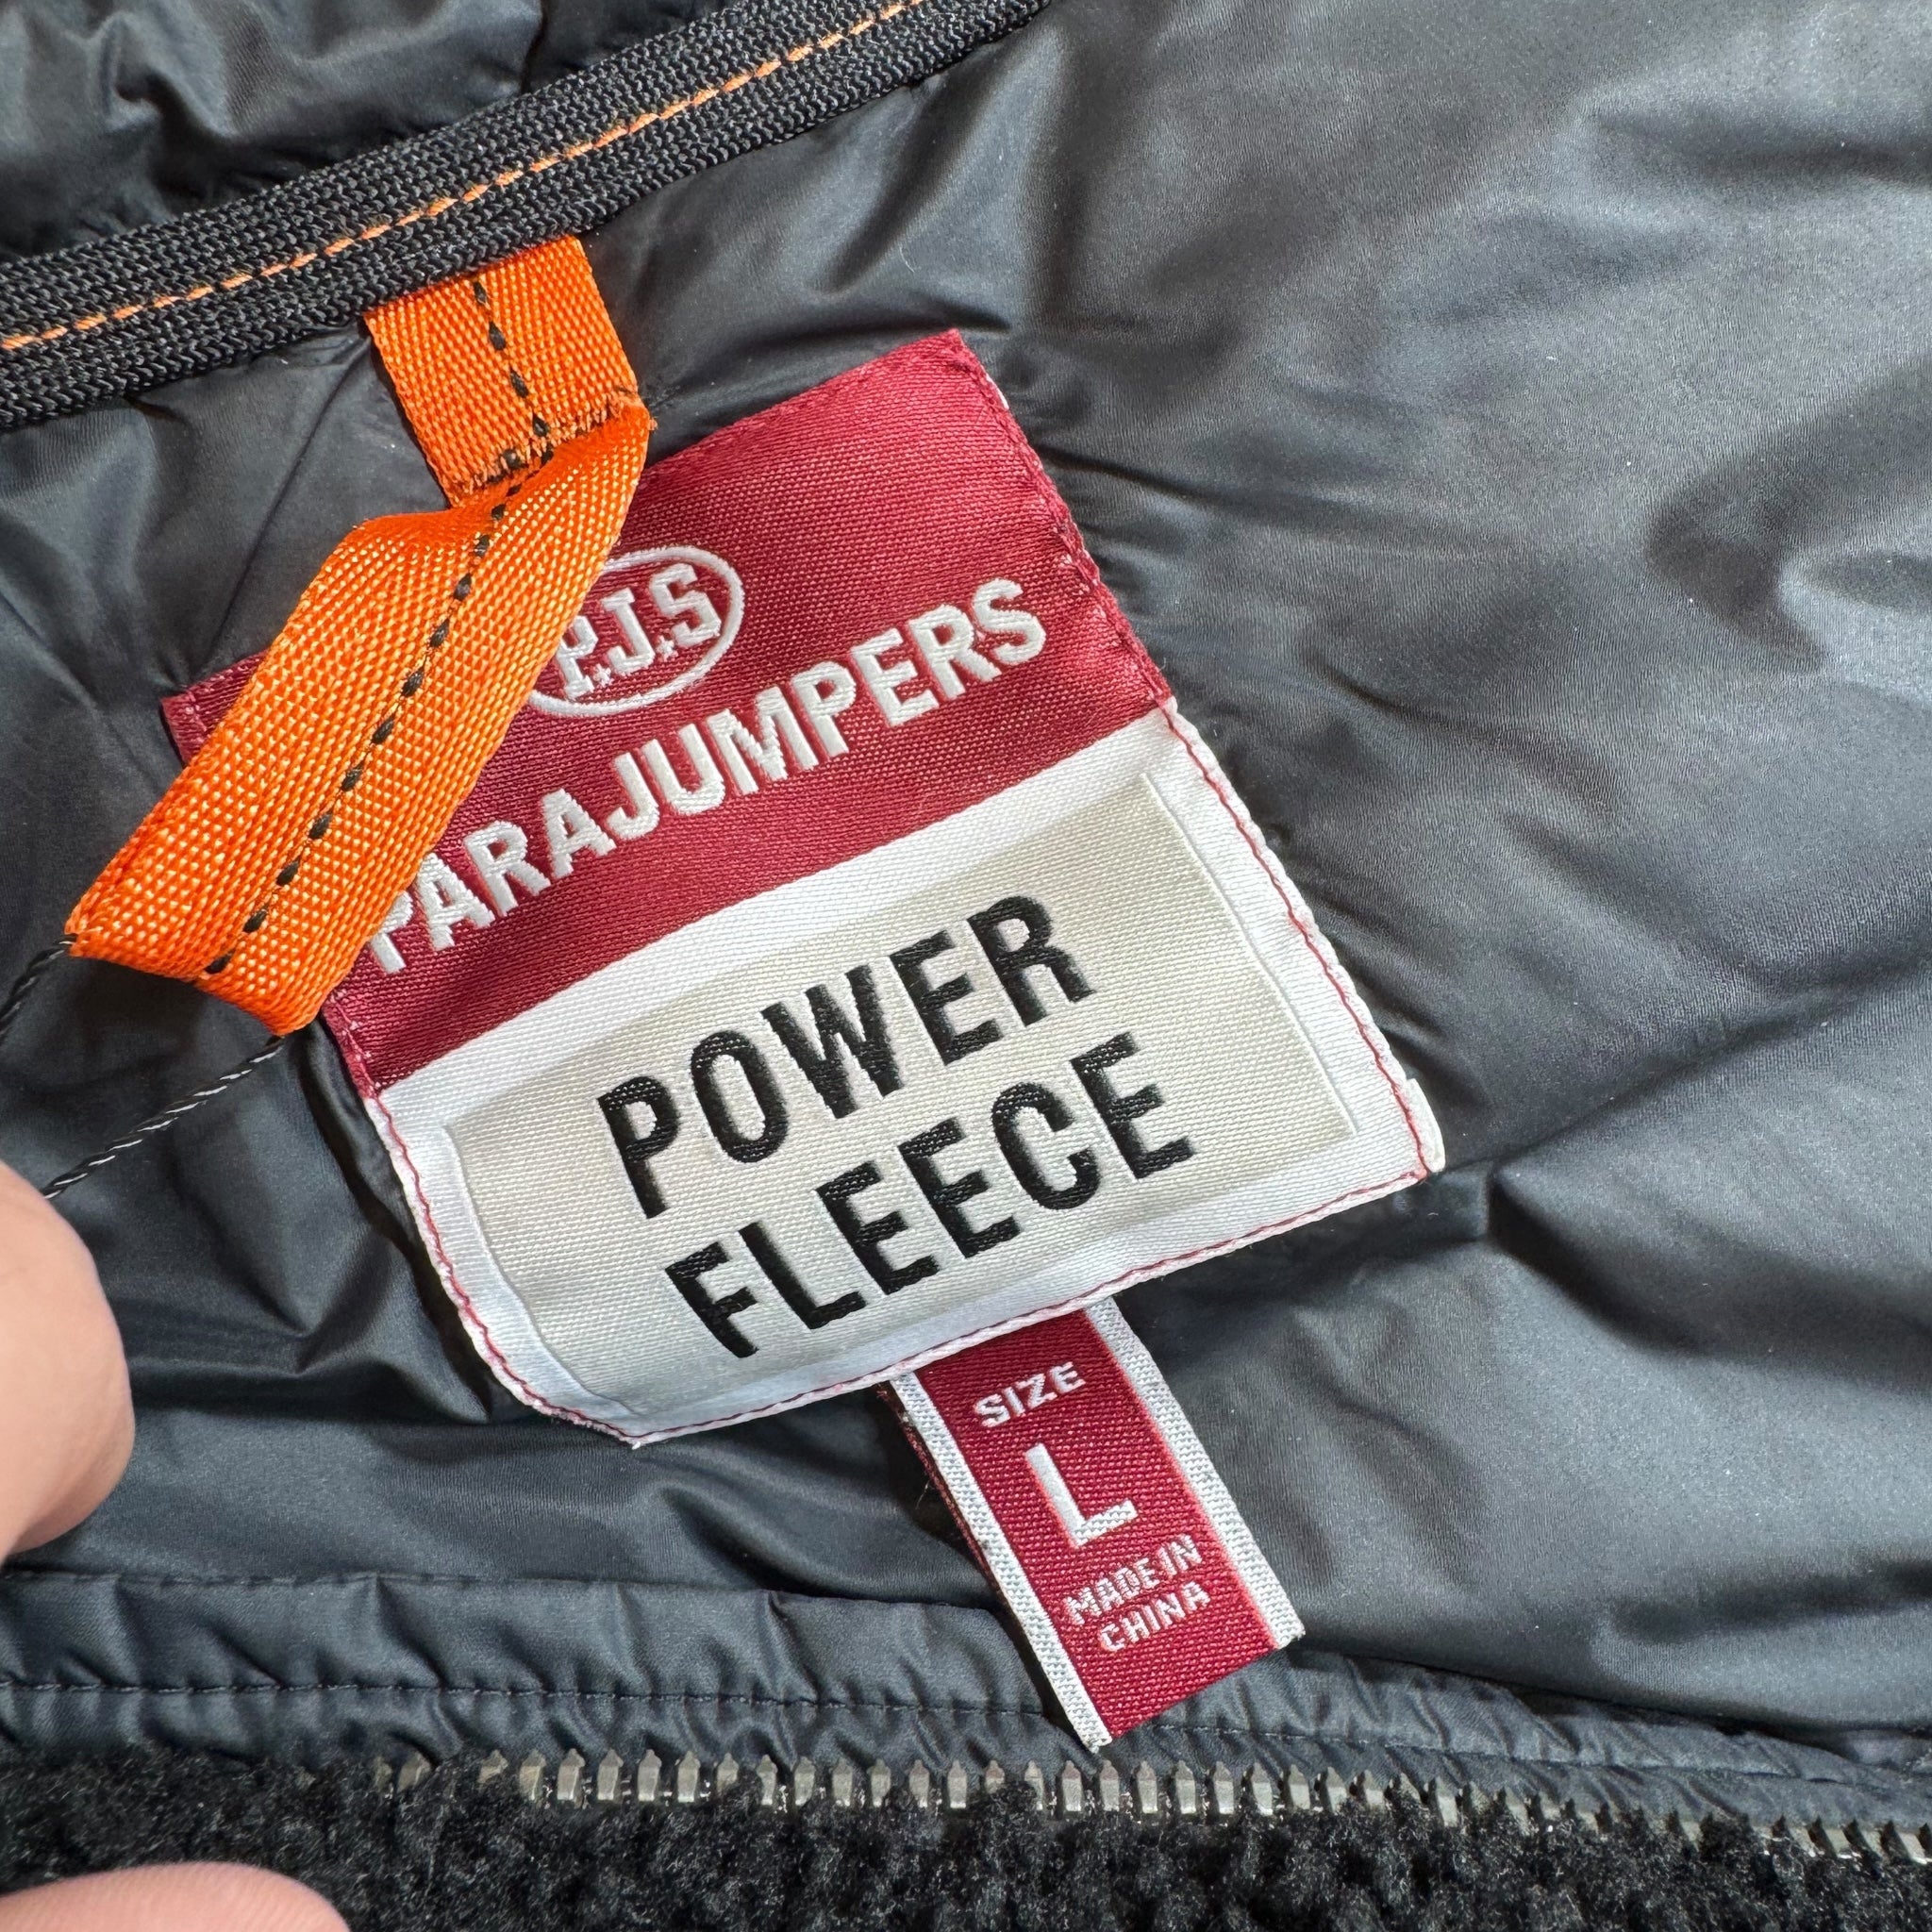 P.J.S
PARAJUMPERS
POWER
FLEECE
SIZE
L
MADE IN
CHINA